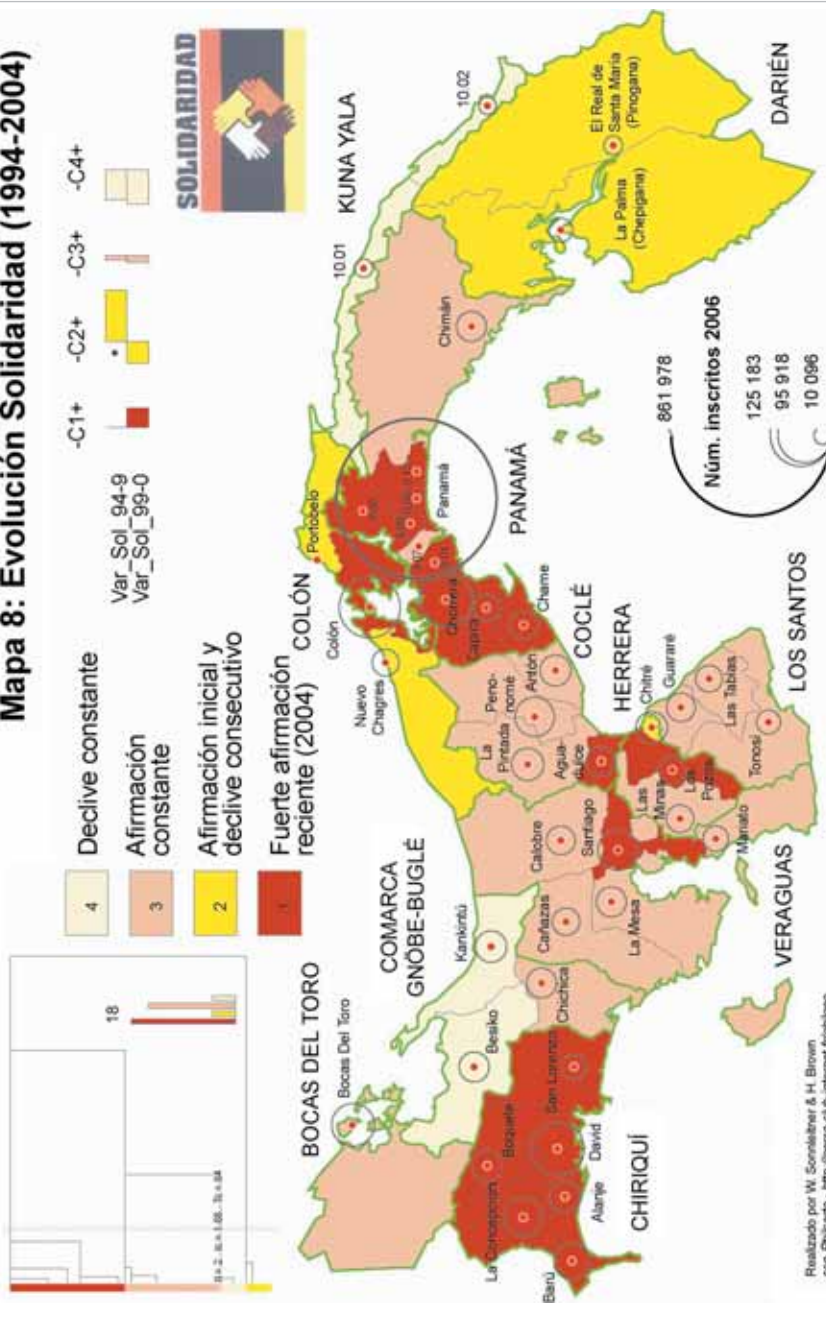 Mapa 8: Evolución Solidaridad (1994-2004)
4
Declive constante
3
Afirmación
constante
2
Afirmación inicial y
declive consecutivo
1
Fuerte afirmación
reciente (2004)
-C1+
-C2+
-C3+
-C4+
Var_Sol_94-9
Var_Sol_99-0
SOLIDARIDAD
18
BOCAS DEL TORO
Bocas Del Toro
COMARCA
GNÖBE-BUGLÉ
Kankintú
Besiko
Chichica
CHIRIQUÍ
La Concepción
Boquete
San Lorenzo
David
Alanje
Barú
VERAGUAS
Calobre
Santiago
Cañazas
La Mesa
Mariato
Las
Minas
Los
Pozos
COCLÉ
La
Pintada
Peno-
nomé
Antón
Agua-
dulce
HERRERA
Chitré
LOS SANTOS
Guararé
Las Tablas
Tonosí
COLÓN
Colón
Nuevo
Chagres
Portobelo
PANAMÁ
Panamá
Chorrera
Capira
Chame
Chimán
KUNA YALA
10.01
10.02
DARIÉN
El Real de
Santa María
(Pinogana)
La Palma
(Chepigana)
Núm. inscritos 2006
861 978
125 183
95 918
10 096
Realizado por W. Sonnleitner & H. Brown